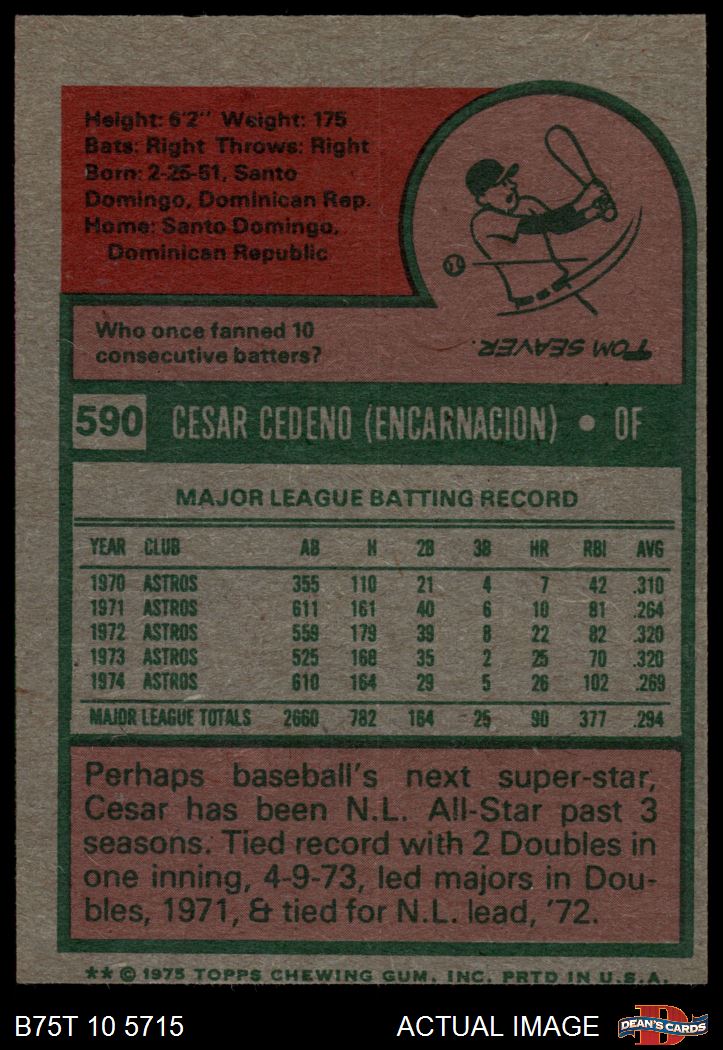 Height: 6'2" Weight: 175
Bats: Right Throws: Right
Born: 2-25-51, Santo
Domingo, Dominican Rep.
Home: Santo Domingo,
Dominican Republic
Who once fanned 10
consecutive batters?
TOM SEAVER.
590 CESAR CEDENO (ENCARNACION) • OF
MAJOR LEAGUE BATTING RECORD
YEAR CLUB AB H 2B 3B HR RBI AVG
1970 ASTROS 355 110 21 4 7 42 .310
1971 ASTROS 611 161 40 6 10 81 .264
1972 ASTROS 559 179 39 8 22 82 .320
1973 ASTROS 525 168 35 2 25 70 .320
1974 ASTROS 610 164 29 5 26 102 .269
MAJOR LEAGUE TOTALS 2660 782 164 25 90 377 .294
Perhaps baseball's next super-star,
Cesar has been N.L. All-Star past 3
seasons. Tied record with 2 Doubles in
one inning, 4-9-73, led majors in Dou-
bles, 1971, & tied for N.L. lead, '72.
** © 1975 TOPPS CHEWING GUM, INC. PRTD IN U.S.A.
B75T 10 5715 ACTUAL IMAGE
D
DEAN'S CARDS